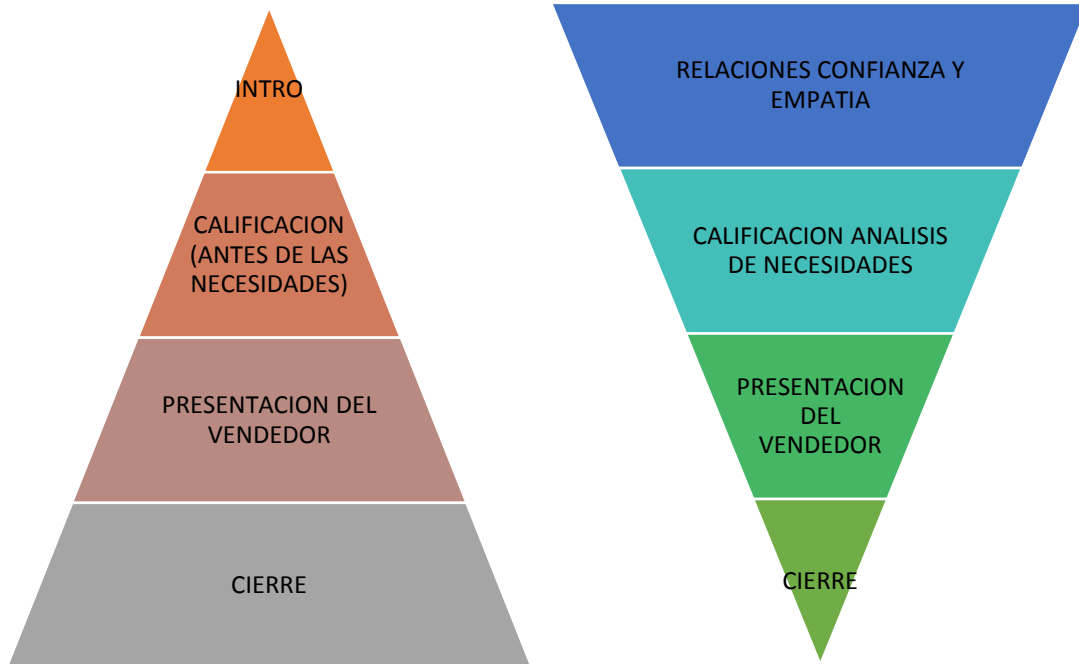 INTRO
CALIFICACION
(ANTES DE LAS
NECESIDADES)
PRESENTACION DEL
VENDEDOR
CIERRE
RELACIONES CONFIANZA Y
EMPATIA
CALIFICACION ANALISIS
DE NECESIDADES
PRESENTACION
DEL
VENDEDOR
CIERRE